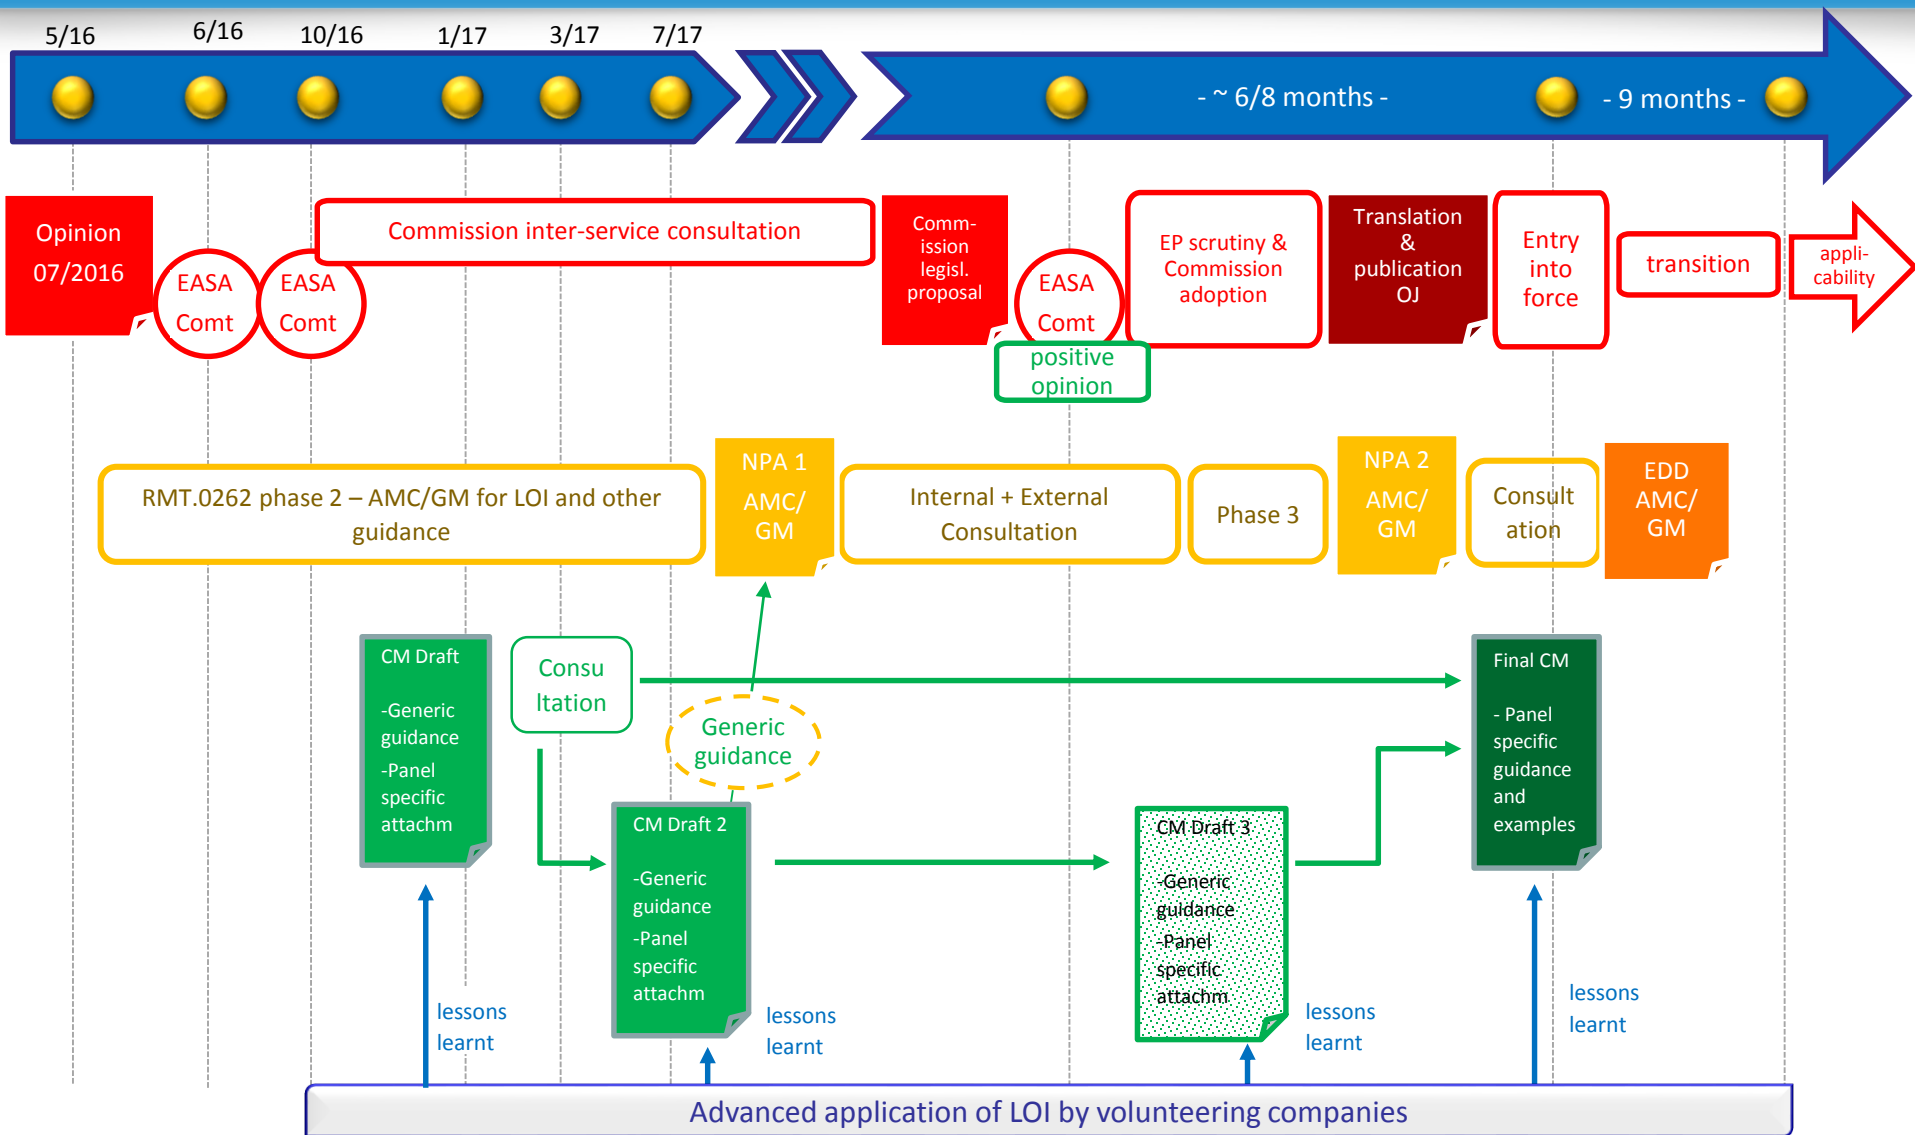 5/16
6/16
10/16
1/17
3/17
7/17
- ~ 6/8 months -
- 9 months -
Opinion
07/2016
EASA
Comt
EASA
Comt
Commission inter-service consultation
Comm-
ission
legisl.
proposal
EASA
Comt
positive
opinion
EP scrutiny &
Commission
adoption
Translation
&
publication
OJ
Entry
into
force
transition
appli-
cability
RMT.0262 phase 2 – AMC/GM for LOI and other
guidance
NPA 1
AMC/
GM
Internal + External
Consultation
Phase 3
NPA 2
AMC/
GM
Consult
ation
EDD
AMC/
GM
CM Draft
-Generic
guidance
-Panel
specific
attachm
Consu
ltation
Generic
guidance
CM Draft 2
-Generic
guidance
-Panel
specific
attachm
CM Draft 3
-Generic
guidance
-Panel
specific
attachm
Final CM
- Panel
specific
guidance
and
examples
lessons
learnt
lessons
learnt
lessons
learnt
lessons
learnt
Advanced application of LOI by volunteering companies